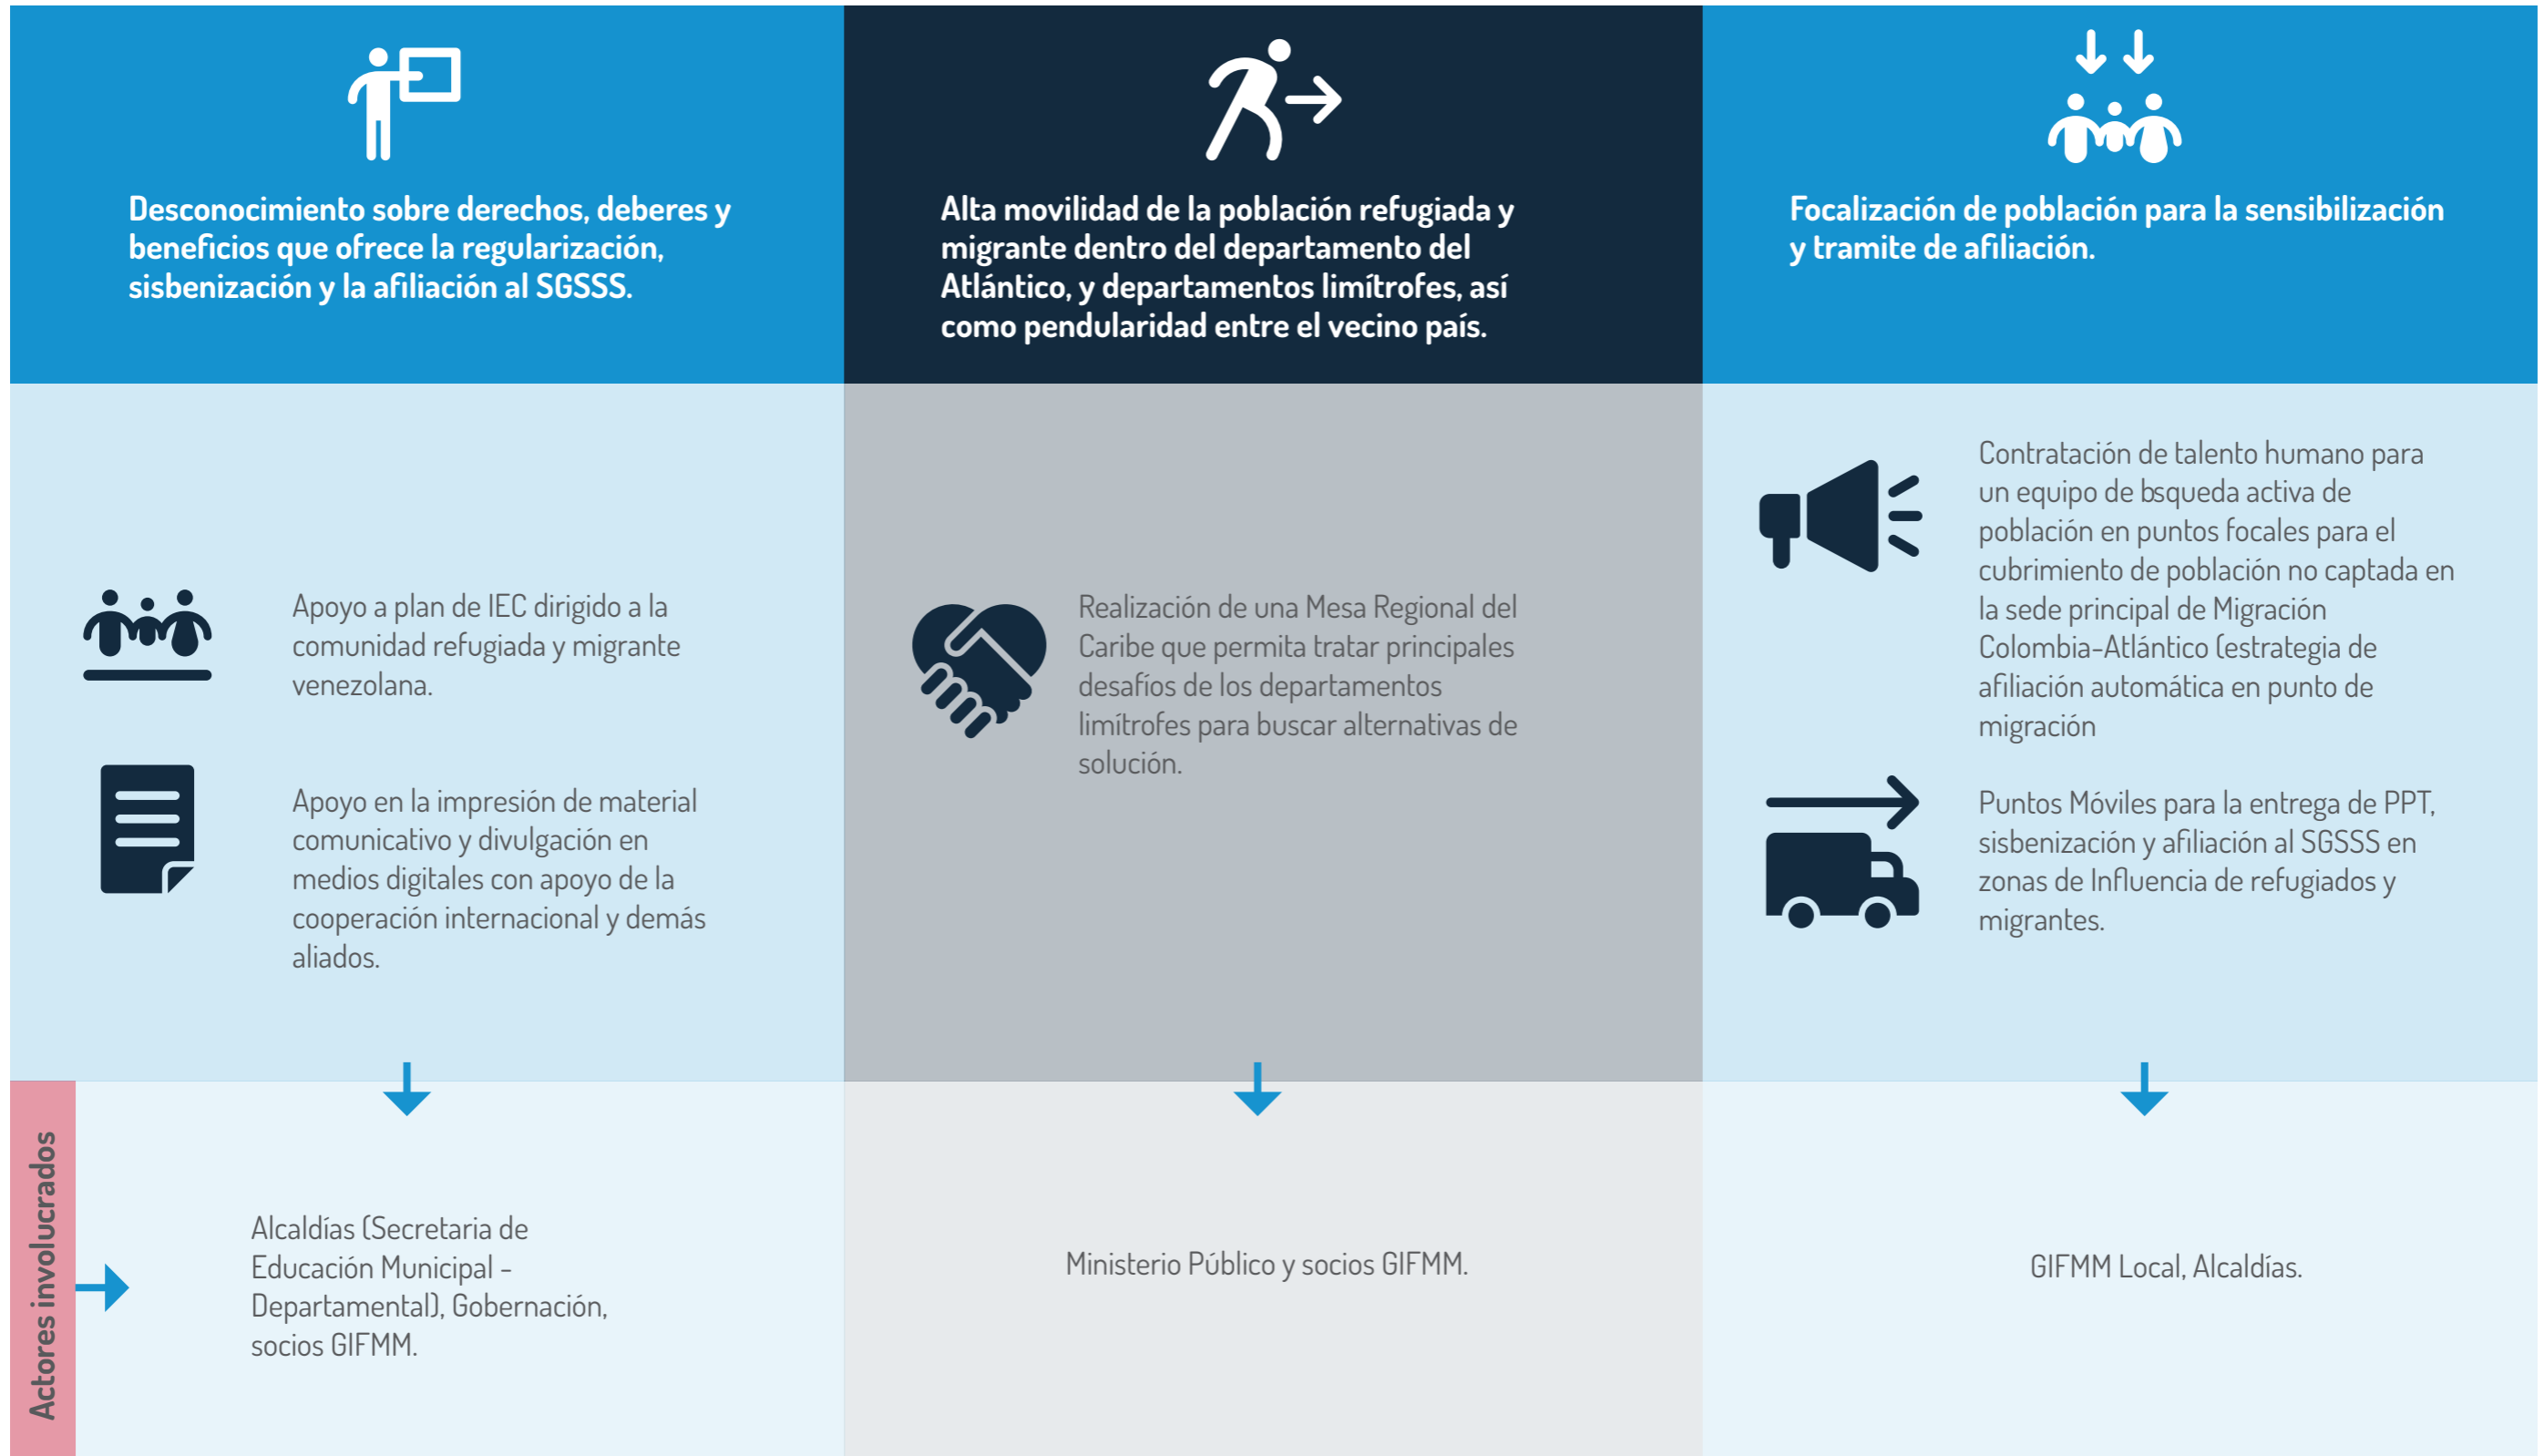 Desconocimiento sobre derechos, deberes y
beneficios que ofrece la regularización,
sisbenización y la afiliación al SGSSS.
Alta movilidad de la población refugiada y
migrante dentro del departamento del
Atlántico, y departamentos limítrofes, así
como pendularidad entre el vecino país.
Focalización de población para la sensibilización
y tramite de afiliación.
Apoyo a plan de IEC dirigido a la
comunidad refugiada y migrante
venezolana.
Apoyo en la impresión de material
comunicativo y divulgación en
medios digitales con apoyo de la
cooperación internacional y demás
aliados.
Realización de una Mesa Regional del
Caribe que permita tratar principales
desafíos de los departamentos
limítrofes para buscar alternativas de
solución.
Contratación de talento humano para
un equipo de bsqueda activa de
población en puntos focales para el
cubrimiento de población no captada en
la sede principal de Migración
Colombia-Atlántico (estrategia de
afiliación automática en punto de
migración
Puntos Móviles para la entrega de PPT,
sisbenización y afiliación al SGSSS en
zonas de Influencia de refugiados y
migrantes.
Actores involucrados
Alcaldías (Secretaria de
Educación Municipal -
Departamental), Gobernación,
socios GIFMM.
Ministerio Público y socios GIFMM.
GIFMM Local, Alcaldías.